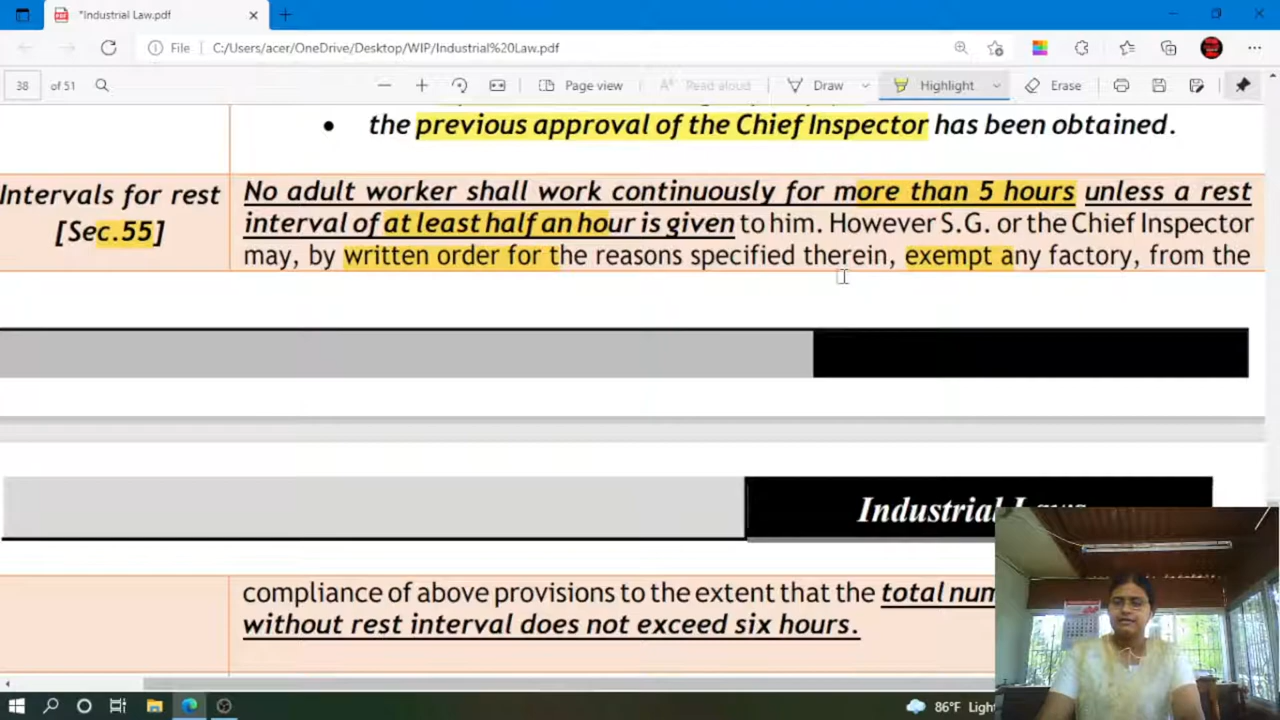 *Industrial Law.pdf
File C:/Users/acer/OneDrive/Desktop/WIP/Industrial%20Law.pdf
38 of 51 Page view Read aloud Draw Highlight Erase
the previous approval of the Chief Inspector has been obtained.
Intervals for rest
[Sec.55]
No adult worker shall work continuously for more than 5 hours unless a rest
interval of at least half an hour is given to him. However S.G. or the Chief Inspector
may, by written order for the reasons specified therein, exempt any factory, from the
Industrial Laws
compliance of above provisions to the extent that the total num
without rest interval does not exceed six hours.
86°F Ligh